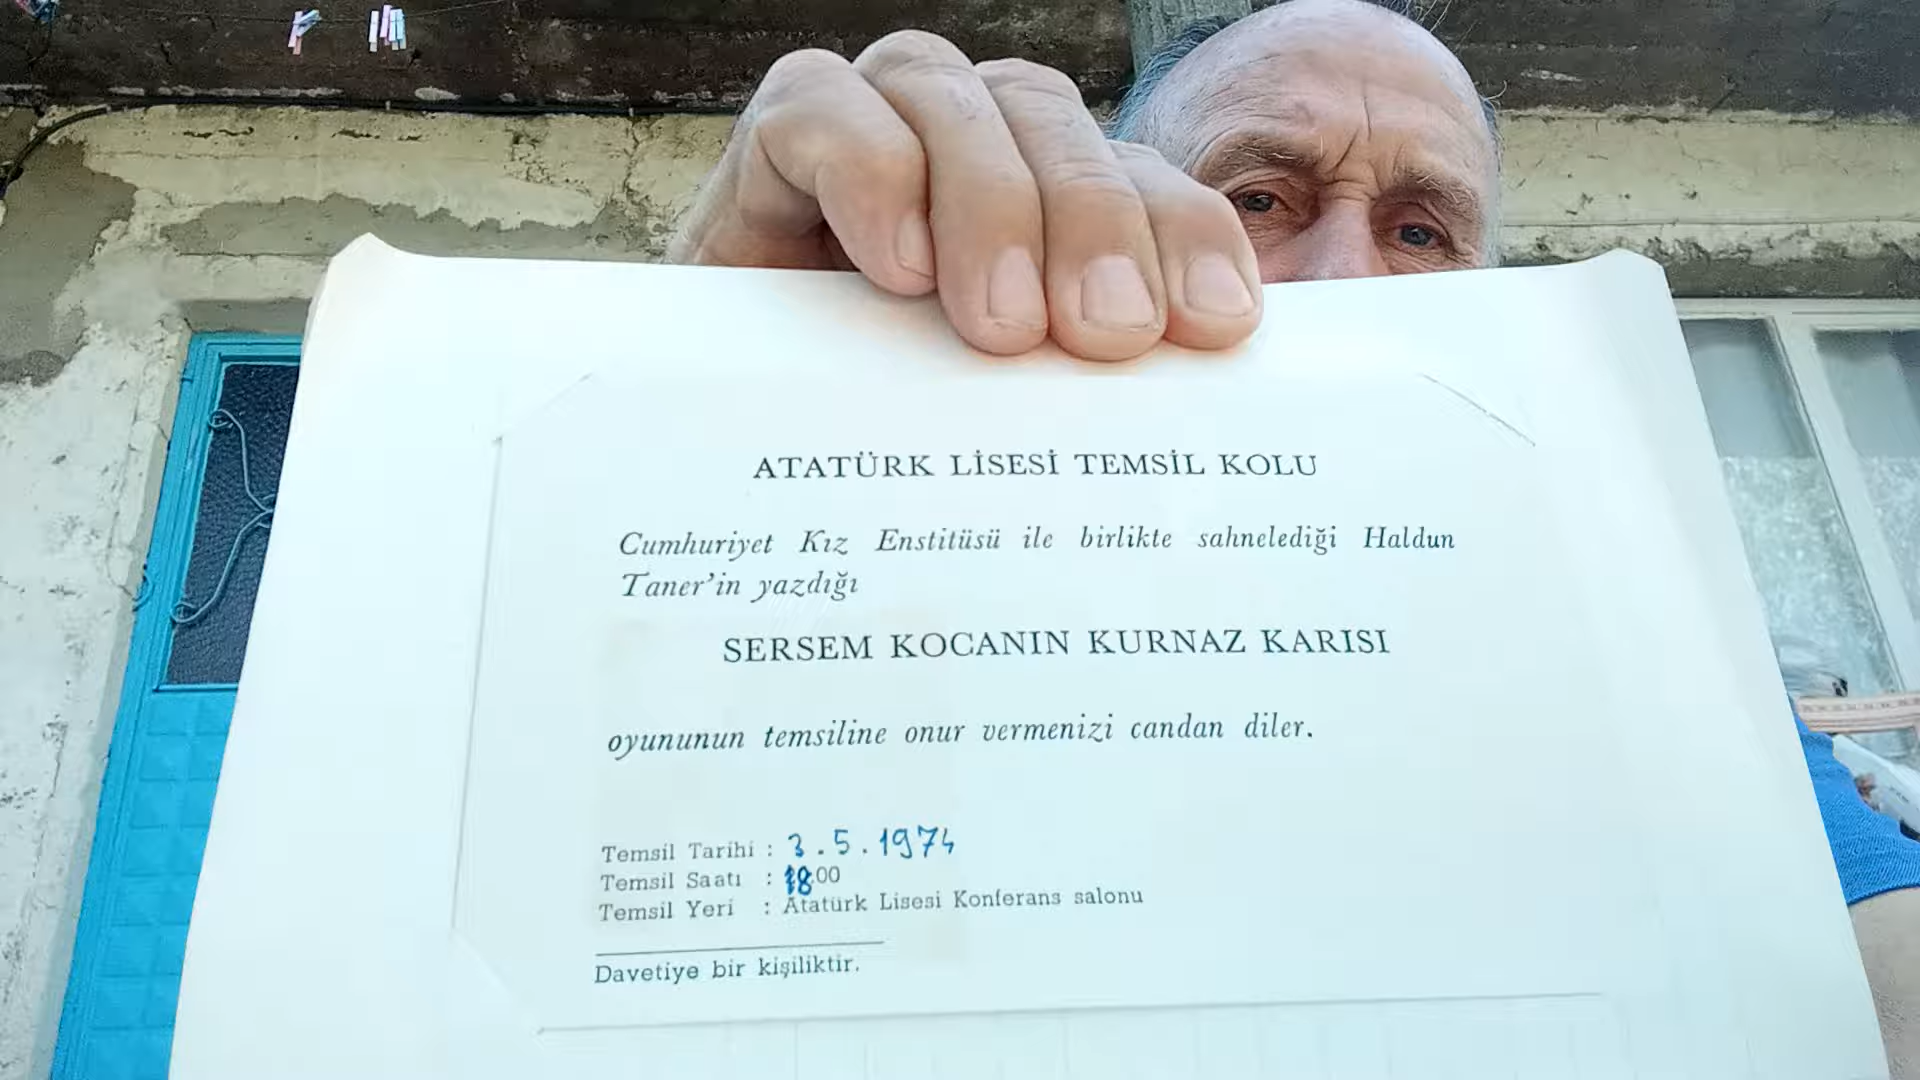 ATATÜRK LİSESİ TEMSİL KOLU
Cumhuriyet Kız Enstitüsü ile birlikte sahnelediği Haldun
Taner'in yazdığı
SERSEM KOCANIN KURNAZ KARISI
oyununun temsiline onur vermenizi candan diler.
Temsil Tarihi : 3.5.1974
Temsil Saatı : 18.00
Temsil Yeri : Atatürk Lisesi Konferans salonu
Davetiye bir kişiliktir.